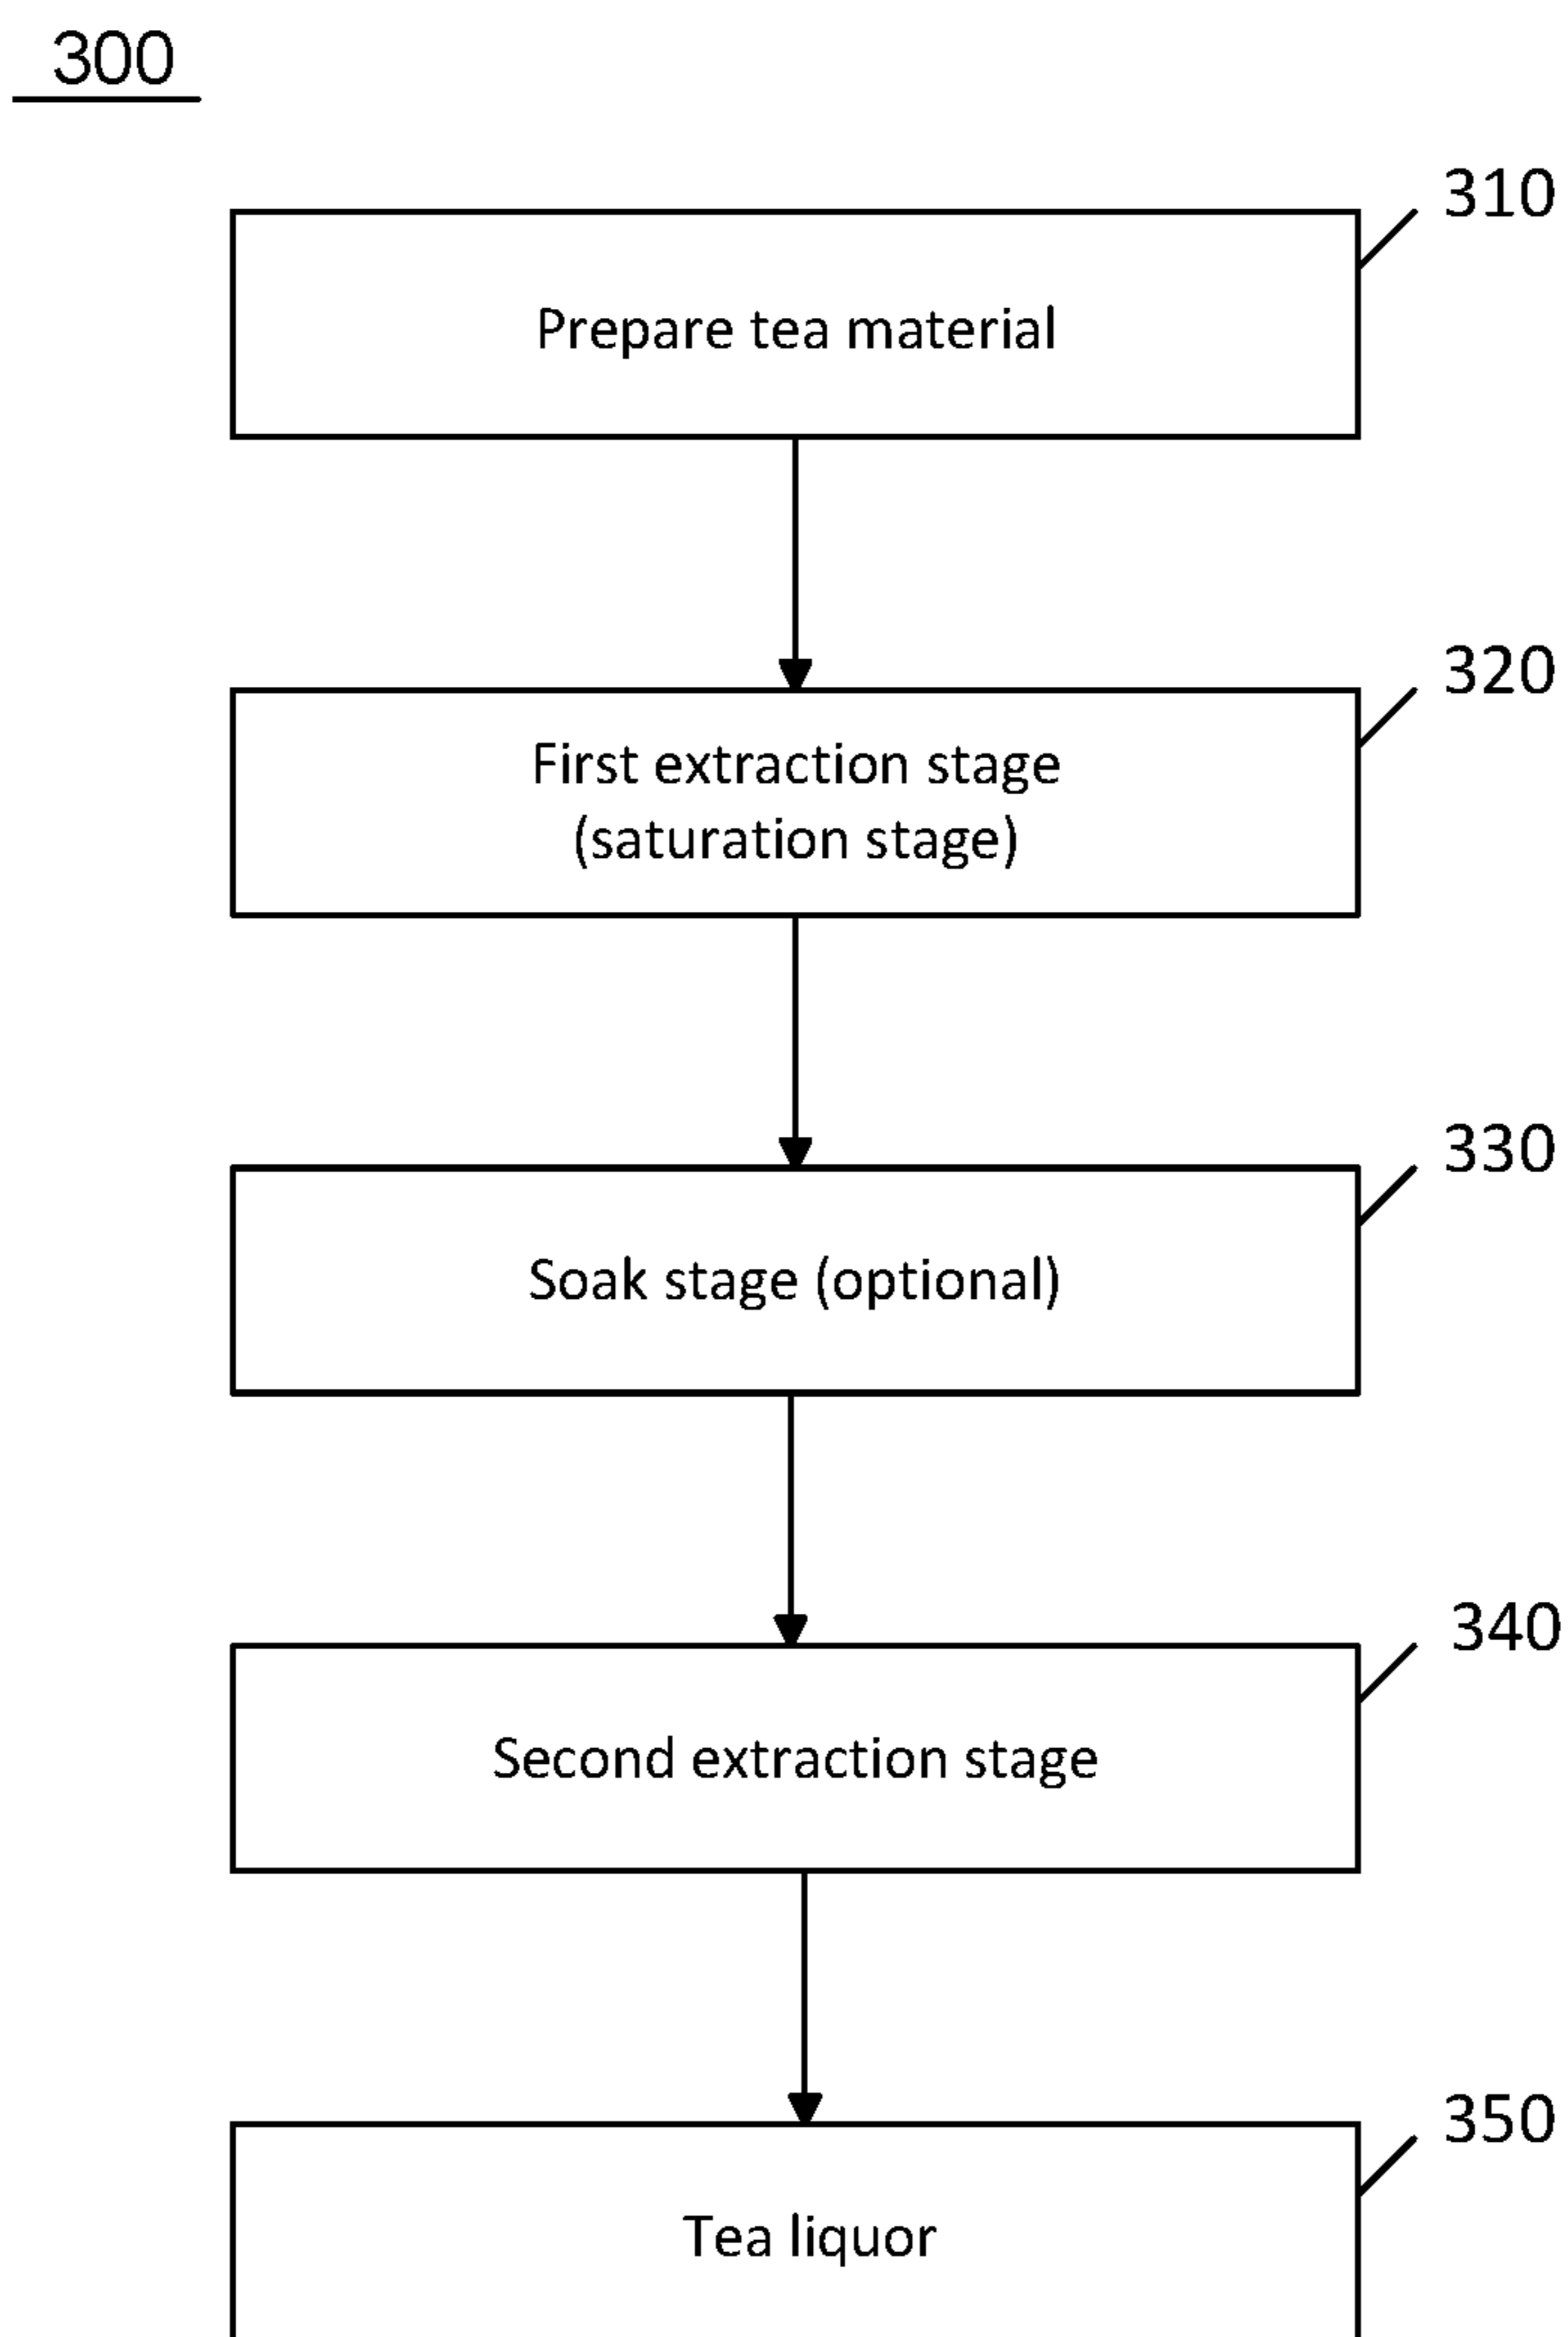 300
310
Prepare tea material
320
First extraction stage
(saturation stage)
330
Soak stage (optional)
340
Second extraction stage
350
Tea liquor